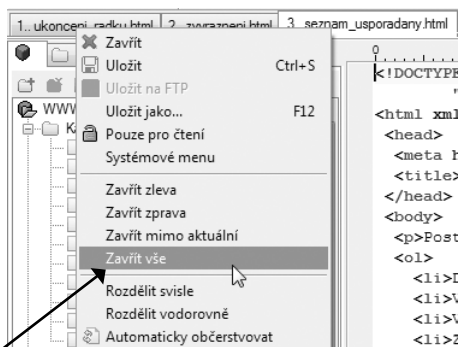 1.. ukonceni_radku.html 2 zvyrazneni.html 3 seznam_usporadany.html
Zavřít
Uložit Ctrl+S
Uložit na FTP
Uložit jako... F12
Pouze pro čtení
Systémové menu
Zavřít zleva
Zavřít zprava
Zavřít mimo aktuální
Zavřít vše
Rozdělit svisle
Rozdělit vodorovně
Automaticky občerstvovat
WWW
K
0
<!DOCTYPE
"
<html xml
<head>
<meta h
<title>
</head>
<body>
<p>Post
<ol>
<li>D
<li>V
<li>V
<li>Z